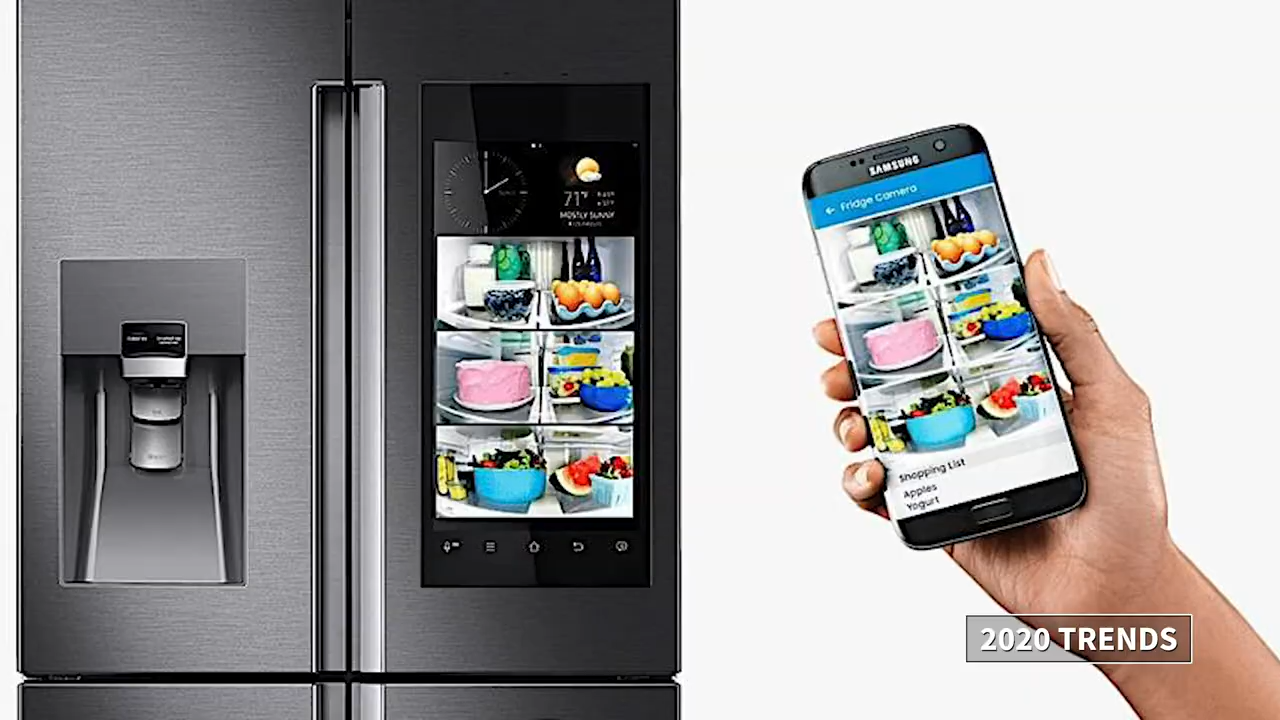 71°F
MOSTLY SUNNY
SAMSUNG
← Fridge Camera
Shopping List
Apples
Yogurt
2020 TRENDS